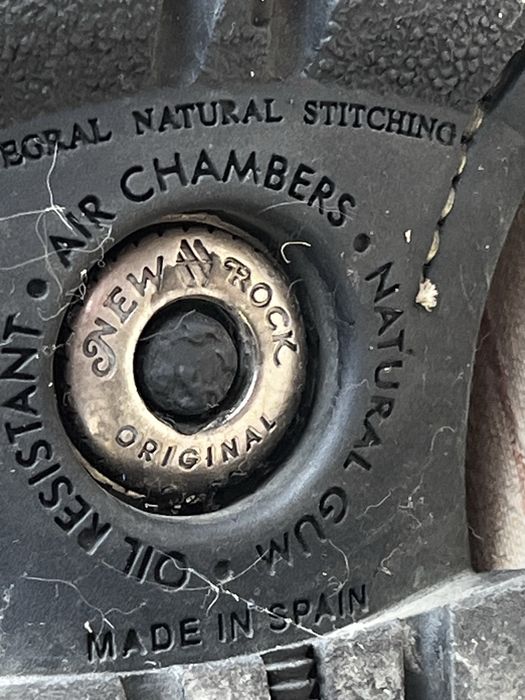 EGRAL NATURAL STITCHING
AIR CHAMBERS • NATURAL GUM • OIL RESISTANT •
NEW ROCK
ORIGINAL
MADE IN SPAIN